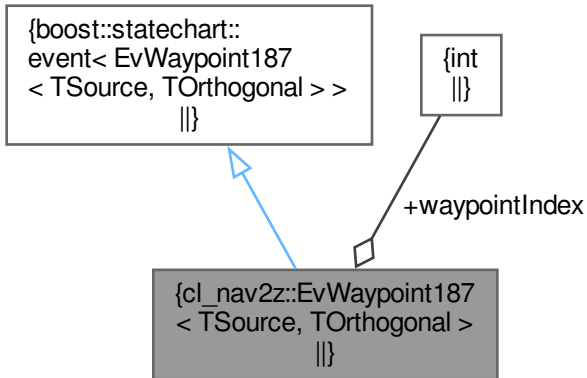 {boost::statechart::
event< EvWaypoint187
< TSource, TOrthogonal > >
||}
{int
||}
+waypointIndex
{cl_nav2z::EvWaypoint187
< TSource, TOrthogonal >
||}